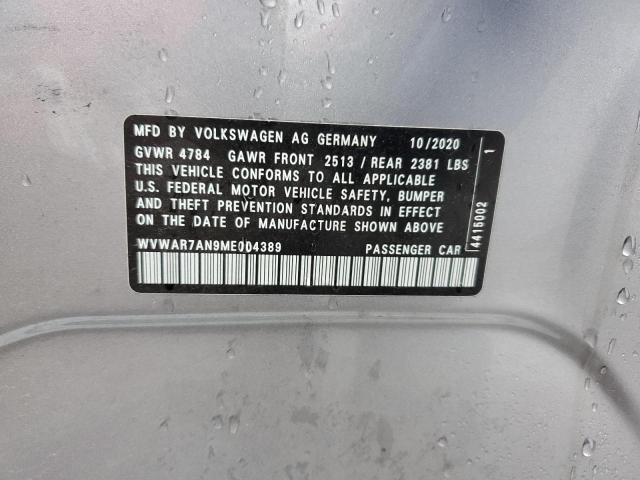 MFD BY VOLKSWAGEN AG GERMANY 10/2020
GVWR 4784 GAWR FRONT 2513 / REAR 2381 LBS
THIS VEHICLE CONFORMS TO ALL APPLICABLE
U.S. FEDERAL MOTOR VEHICLE SAFETY, BUMPER
AND THEFT PREVENTION STANDARDS IN EFFECT
ON THE DATE OF MANUFACTURE SHOWN ABOVE
WVWAR7AN9ME004389 PASSENGER CAR
4415002 1